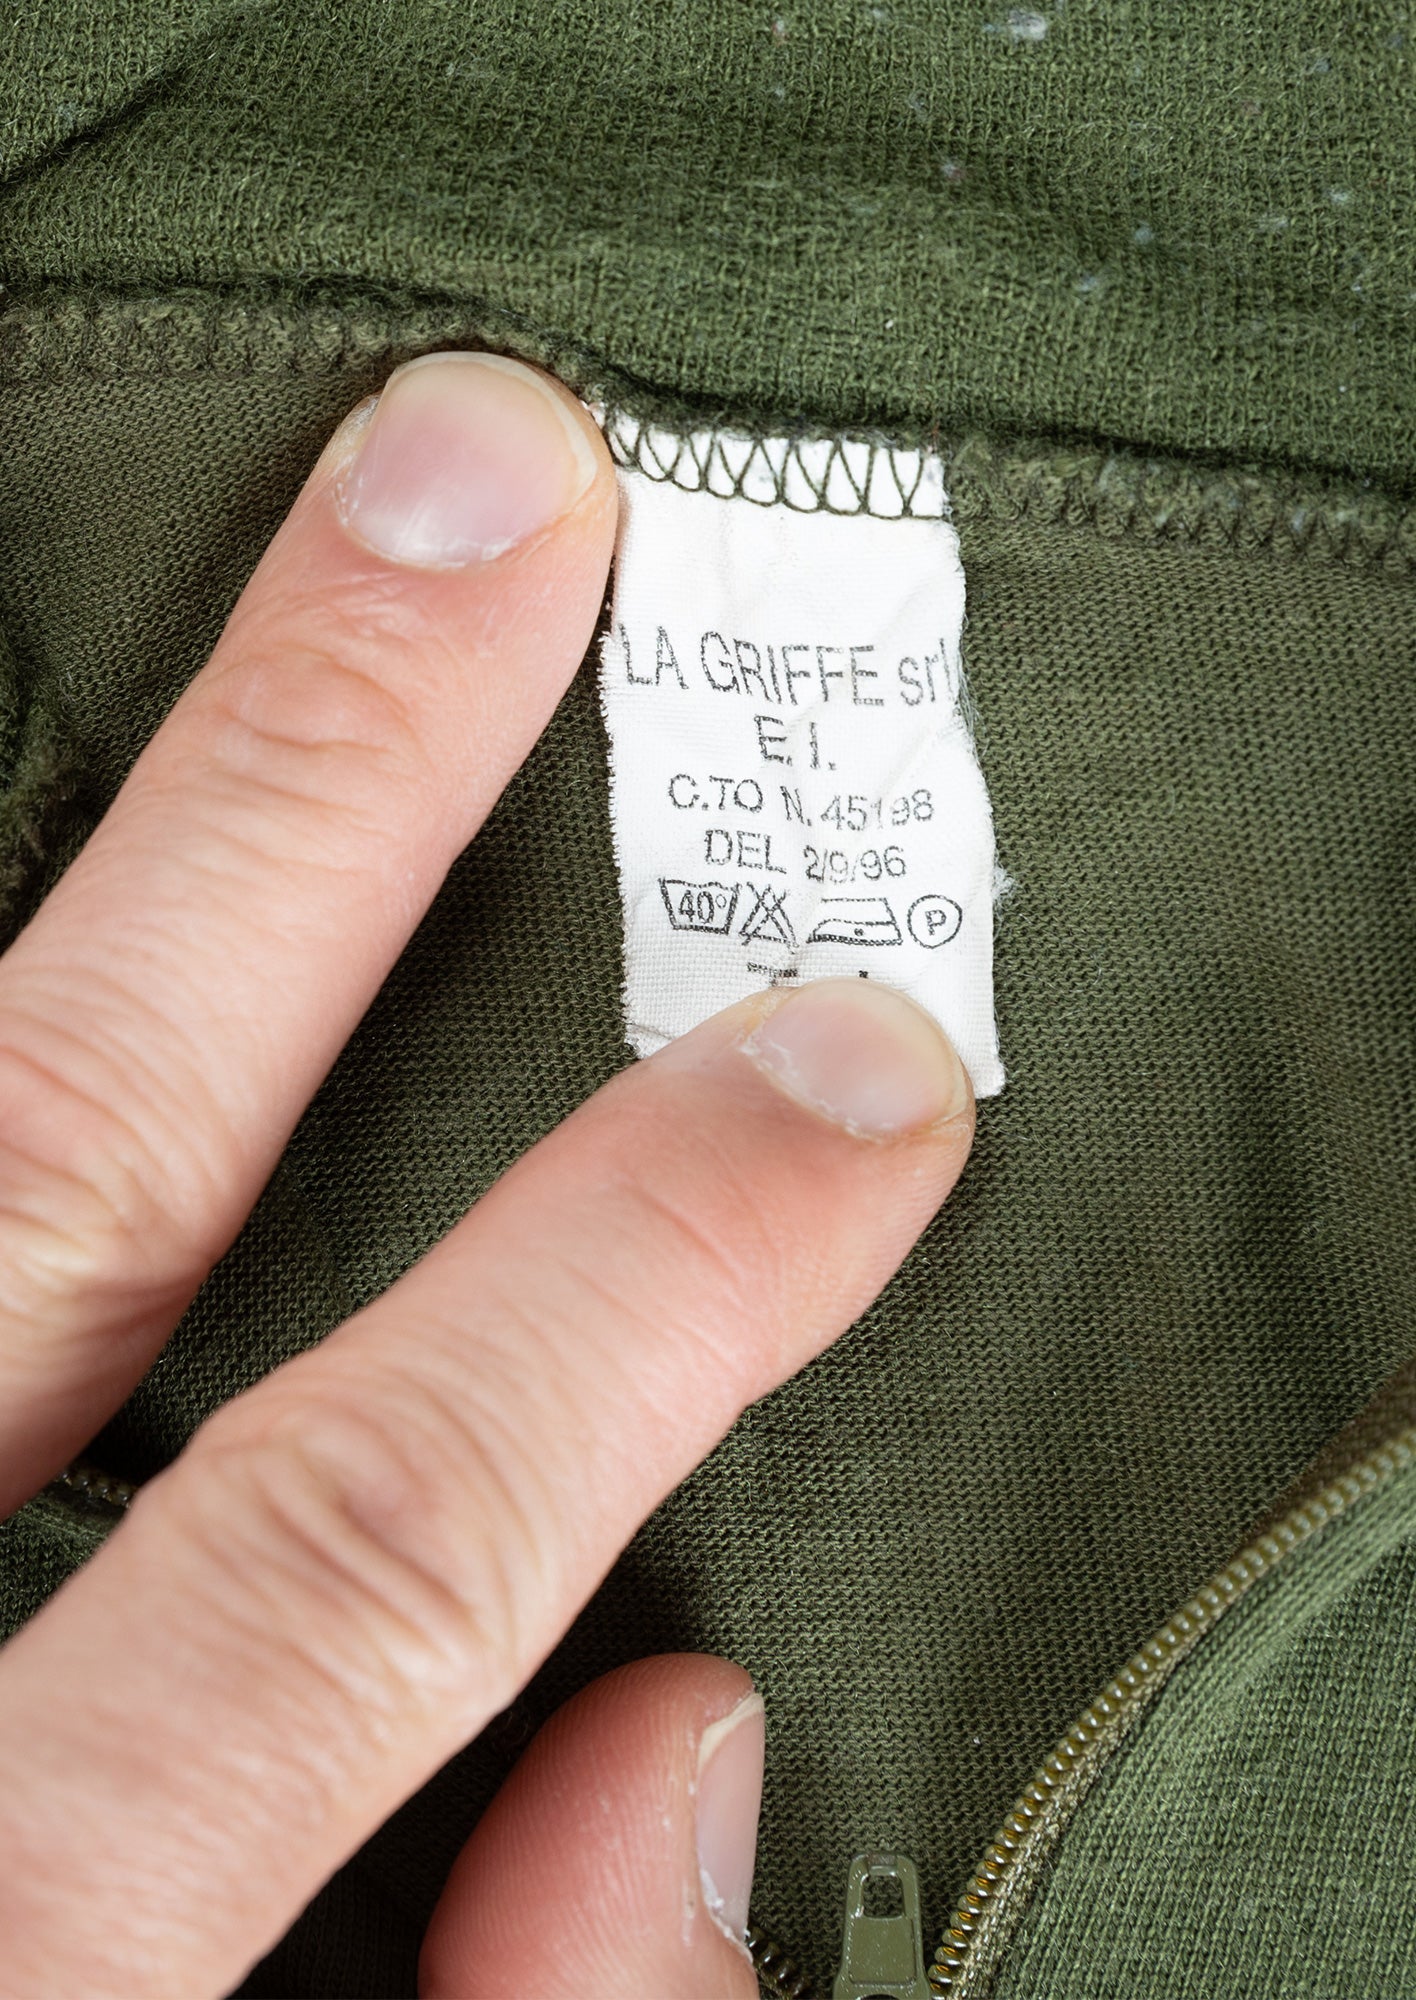 LA GRIFFE srl
E.I.
C.TO N. 45198
DEL 2/9/96
40° P